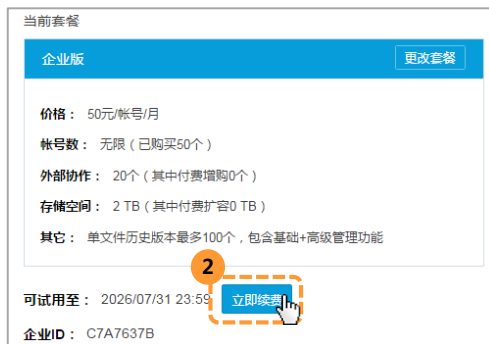 当前套餐
企业版 更改套餐
价格： 50元/帐号/月
帐号数： 无限（已购买50个）
外部协作： 20个（其中付费增购0个）
存储空间： 2 TB（其中付费扩容0 TB）
其它： 单文件历史版本最多100个，包含基础+高级管理功能
2
可试用至： 2026/07/31 23:59 立即续费
企业ID： C7A7637B